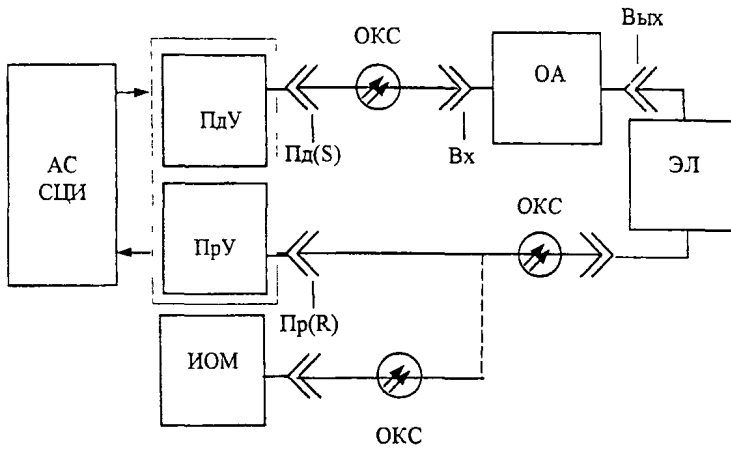 ОКС
Вых
ОА
ПдУ
Пд(S)
Вх
АС
СЦИ
ЭЛ
ОКС
ПрУ
Пр(R)
ИОМ
ОКС